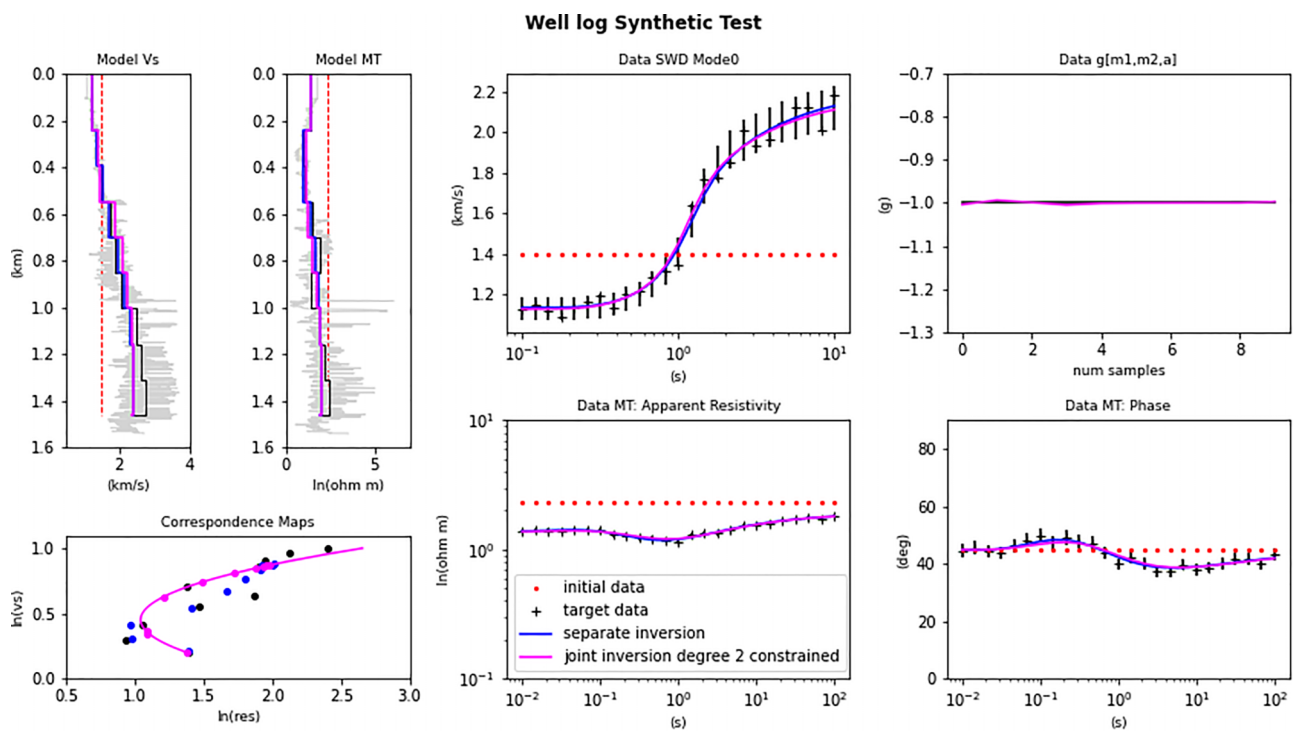 Well log Synthetic Test
Model Vs
0.0
0.2
0.4
0.6
0.8
1.0
1.2
1.4
1.6
(km)
2
4
(km/s)
Model MT
0.0
0.2
0.4
0.6
0.8
1.0
1.2
1.4
1.6
0
5
ln(ohm m)
Data SWD Mode0
2.2
2.0
1.8
1.6
1.4
1.2
(km/s)
10⁻¹
10⁰
10¹
(s)
Data g[m1,m2,a]
−0.7
−0.8
−0.9
−1.0
−1.1
−1.2
−1.3
(g)
0
2
4
6
8
num samples
Correspondence Maps
1.0
0.5
0.0
ln(vs)
0.5
1.0
1.5
2.0
2.5
3.0
ln(res)
Data MT: Apparent Resistivity
10¹
10⁰
10⁻¹
ln(ohm m)
initial data
target data
separate inversion
joint inversion degree 2 constrained
10⁻²
10⁻¹
10⁰
10¹
10²
(s)
Data MT: Phase
80
60
40
20
0
(deg)
10⁻²
10⁻¹
10⁰
10¹
10²
(s)